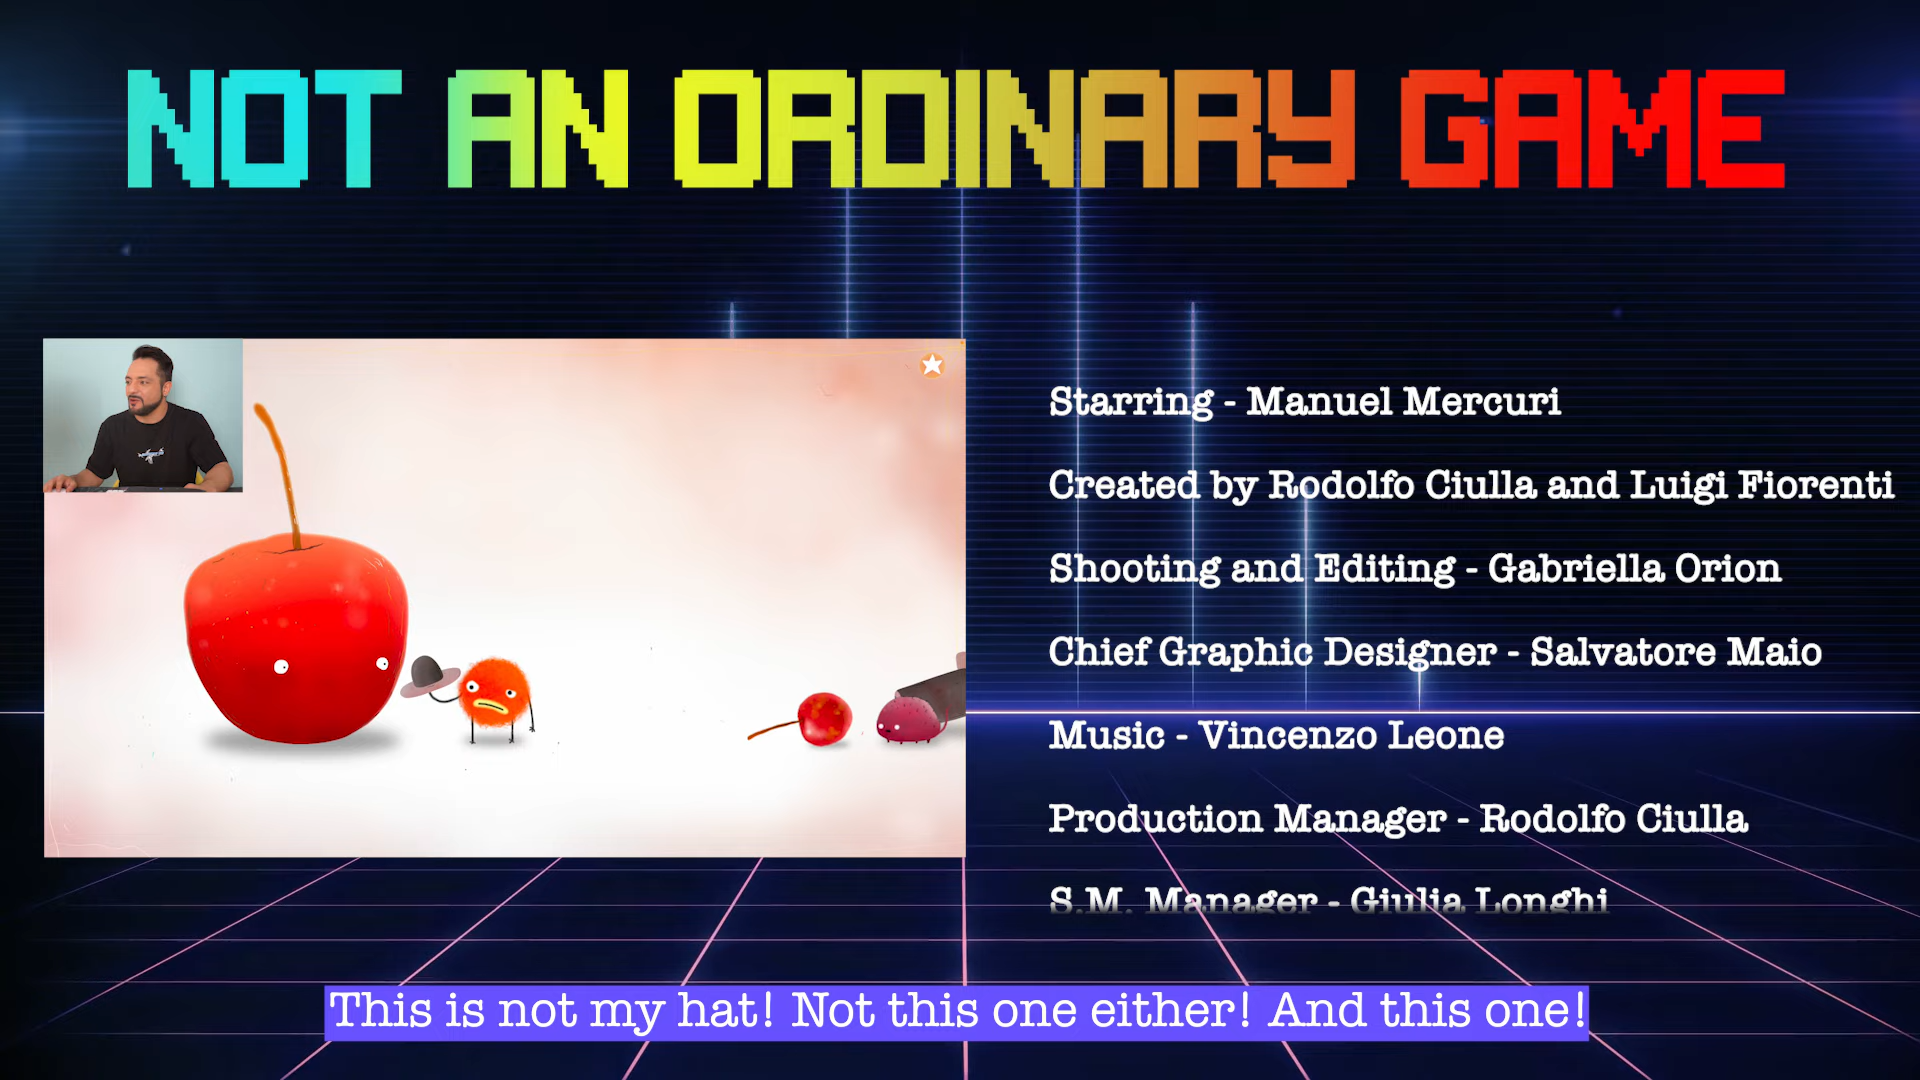 NOT AN ORDINARY GAME
Starring - Manuel Mercuri
Created by Rodolfo Ciulla and Luigi Fiorenti
Shooting and Editing - Gabriella Orion
Chief Graphic Designer - Salvatore Maio
Music - Vincenzo Leone
Production Manager - Rodolfo Ciulla
S.M. Manager - Giulia Longhi
This is not my hat! Not this one either! And this one!